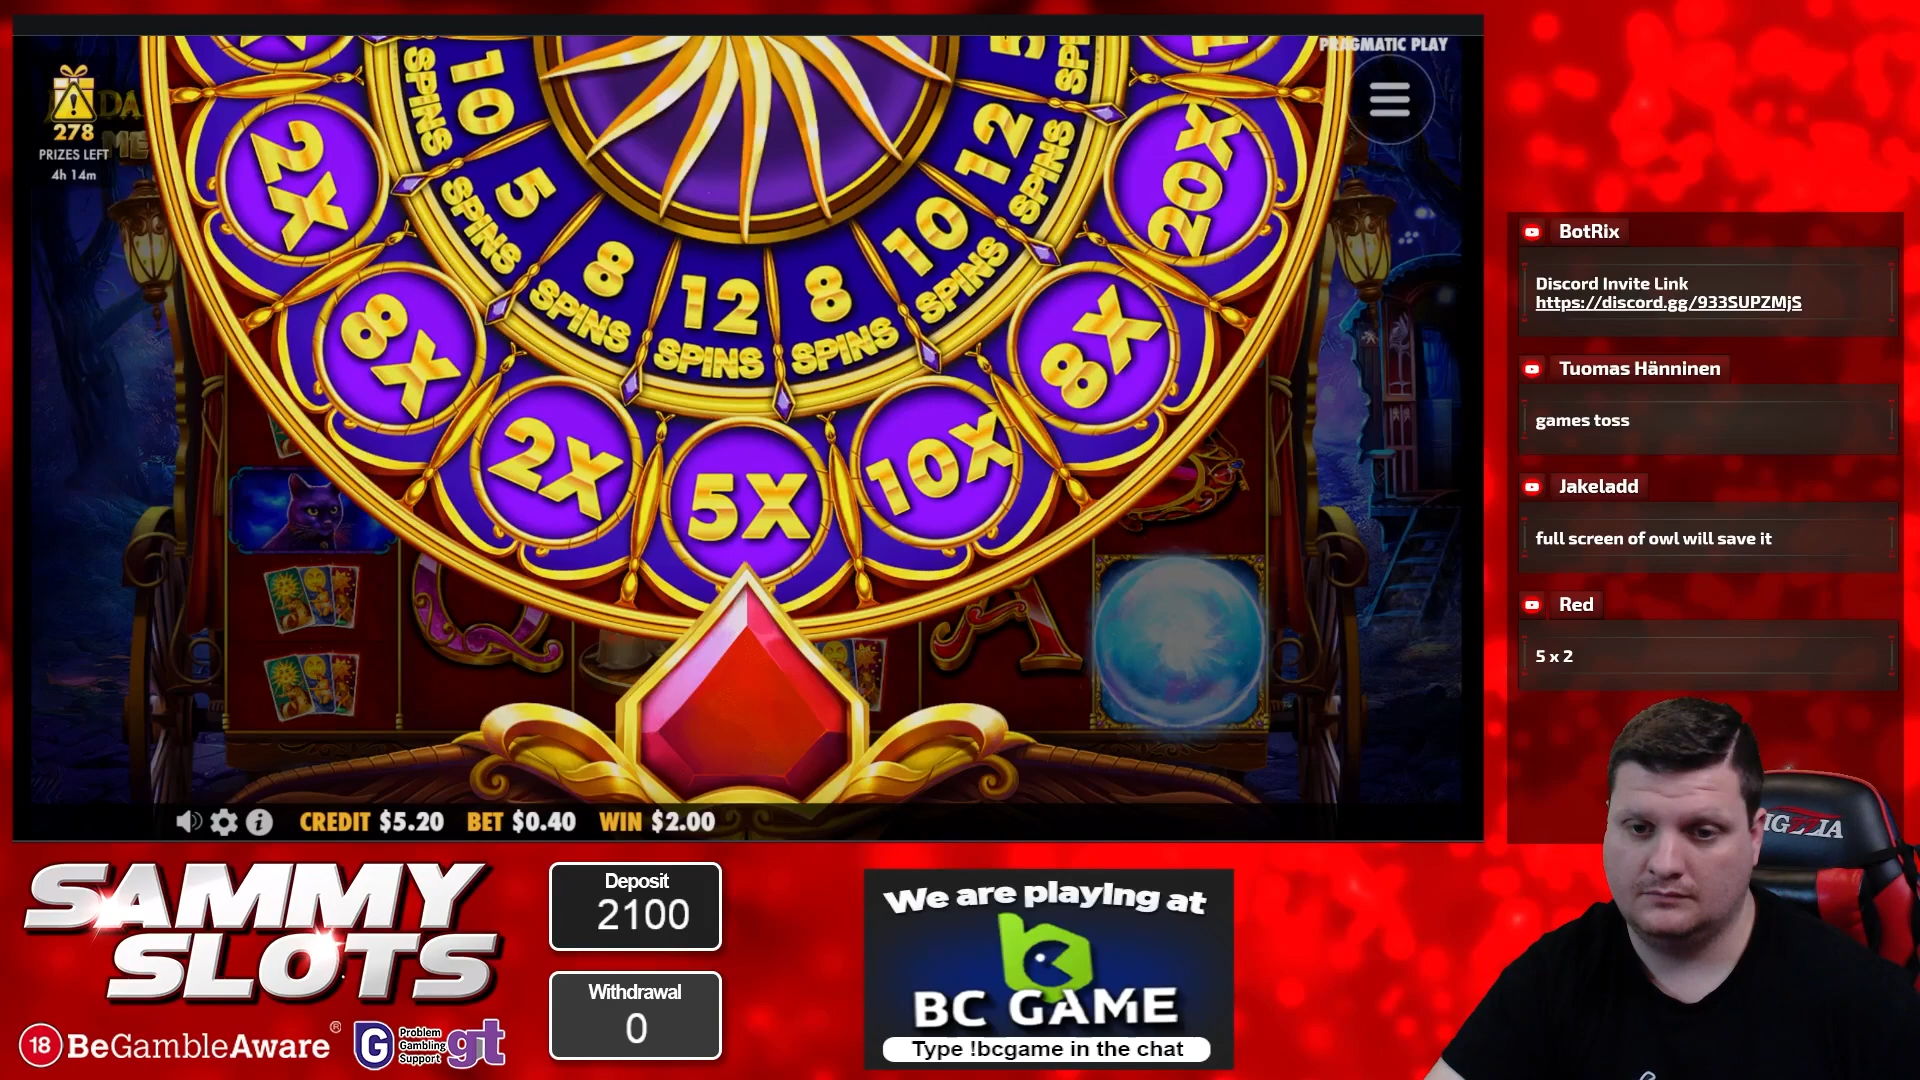 PRAGMATIC PLAY
278
PRIZES LEFT
4h 14m
10
SPINS
5
SPINS
8
SPINS
12
SPINS
8
SPINS
10
SPINS
12
SPINS
2X
8X
2X
5X
10X
8X
20X
Q
A
CREDIT $5.20 BET $0.40 WIN $2.00
BotRix
Discord Invite Link
https://discord.gg/933SUPZMjS
Tuomas Hänninen
games toss
Jakeladd
full screen of owl will save it
Red
5 x 2
SAMMY
SLOTS
Deposit
2100
Withdrawal
0
We are playing at
BC GAME
Type !bcgame in the chat
18 BeGambleAware®
G Problem
Gambling
Support
gt